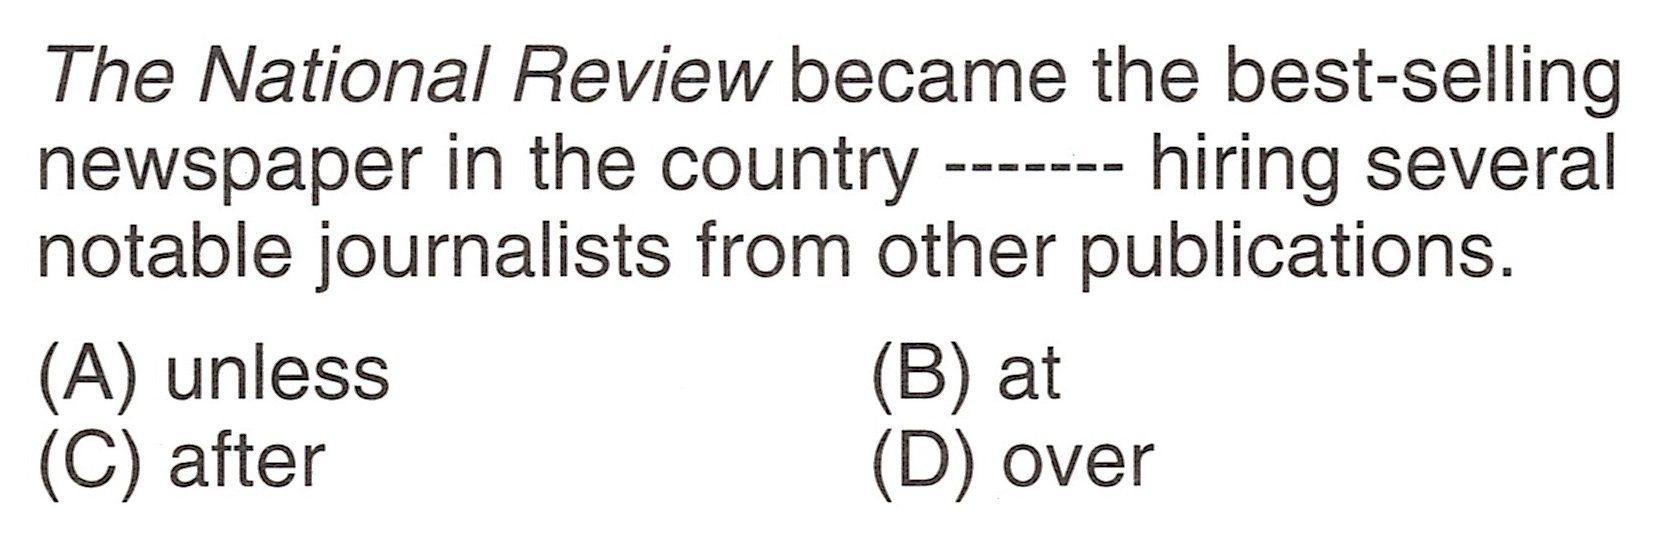 The National Review became the best-selling
newspaper in the country ------- hiring several
notable journalists from other publications.
(A) unless (B) at
(C) after (D) over